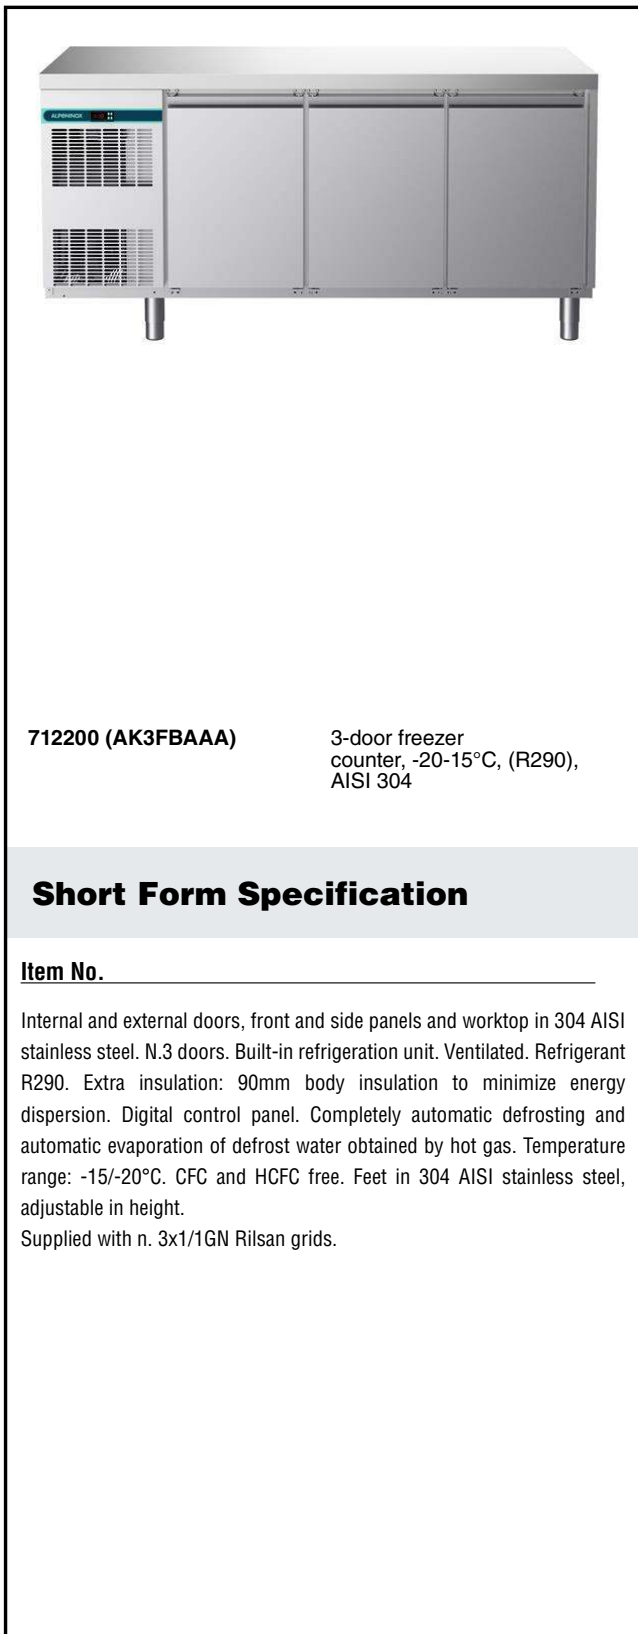 ALPENINOX
712200 (AK3FBAAA)
3-door freezer
counter, -20-15°C, (R290),
AISI 304
Short Form Specification
Item No.
Internal and external doors, front and side panels and worktop in 304 AISI
stainless steel. N.3 doors. Built-in refrigeration unit. Ventilated. Refrigerant
R290. Extra insulation: 90mm body insulation to minimize energy
dispersion. Digital control panel. Completely automatic defrosting and
automatic evaporation of defrost water obtained by hot gas. Temperature
range: -15/-20°C. CFC and HCFC free. Feet in 304 AISI stainless steel,
adjustable in height.
Supplied with n. 3x1/1GN Rilsan grids.